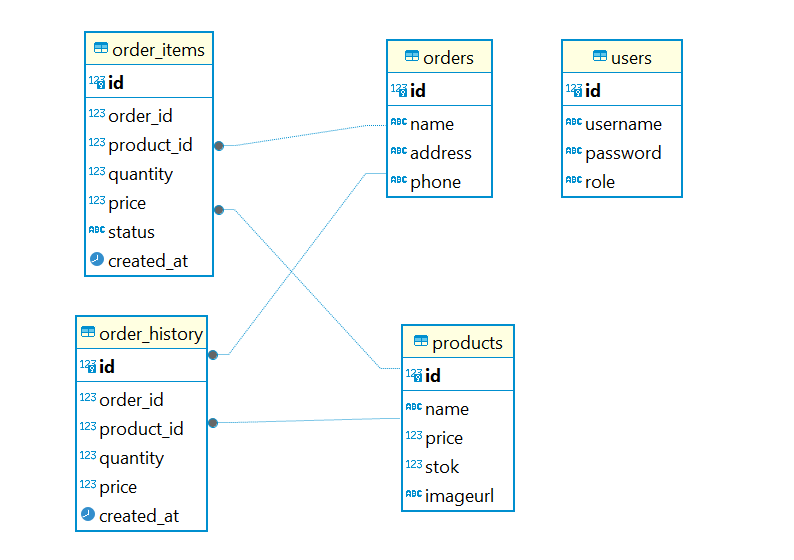 order_items
123 id
123 order_id
123 product_id
123 quantity
123 price
ABC status
created_at
orders
123 id
ABC name
ABC address
ABC phone
users
123 id
ABC username
ABC password
ABC role
order_history
123 id
123 order_id
123 product_id
123 quantity
123 price
created_at
products
123 id
ABC name
123 price
123 stok
ABC imageurl